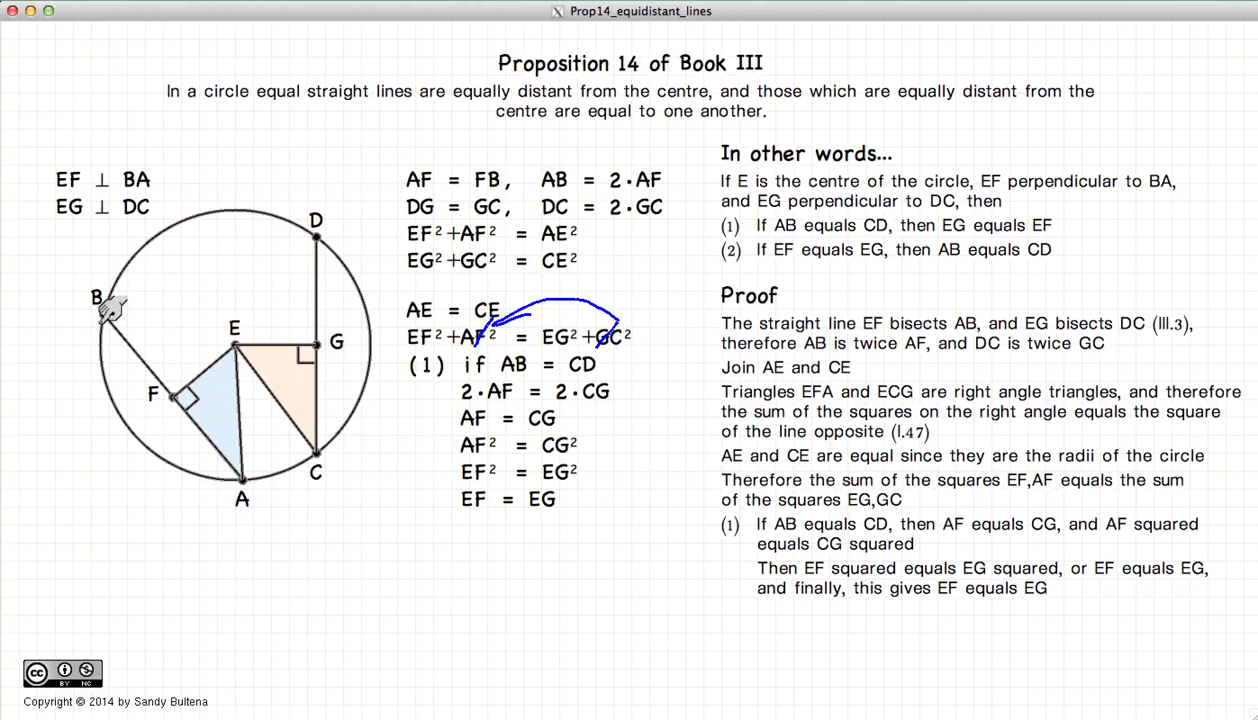 Prop14_equidistant_lines
Proposition 14 of Book III
In a circle equal straight lines are equally distant from the centre, and those which are equally distant from the
centre are equal to one another.
EF ⊥ BA
EG ⊥ DC
D
B
E
G
F
C
A
AF = FB, AB = 2·AF
DG = GC, DC = 2·GC
EF²+AF² = AE²
EG²+GC² = CE²
AE = CE
EF²+AF² = EG²+GC²
(1) if AB = CD
2·AF = 2·CG
AF = CG
AF² = CG²
EF² = EG²
EF = EG
In other words...
If E is the centre of the circle, EF perpendicular to BA,
and EG perpendicular to DC, then
(1) If AB equals CD, then EG equals EF
(2) If EF equals EG, then AB equals CD
Proof
The straight line EF bisects AB, and EG bisects DC (III.3),
therefore AB is twice AF, and DC is twice GC
Join AE and CE
Triangles EFA and ECG are right angle triangles, and therefore
the sum of the squares on the right angle equals the square
of the line opposite (I.47)
AE and CE are equal since they are the radii of the circle
Therefore the sum of the squares EF,AF equals the sum
of the squares EG,GC
(1) If AB equals CD, then AF equals CG, and AF squared
equals CG squared
Then EF squared equals EG squared, or EF equals EG,
and finally, this gives EF equals EG
cc
BY NC
Copyright © 2014 by Sandy Bultena